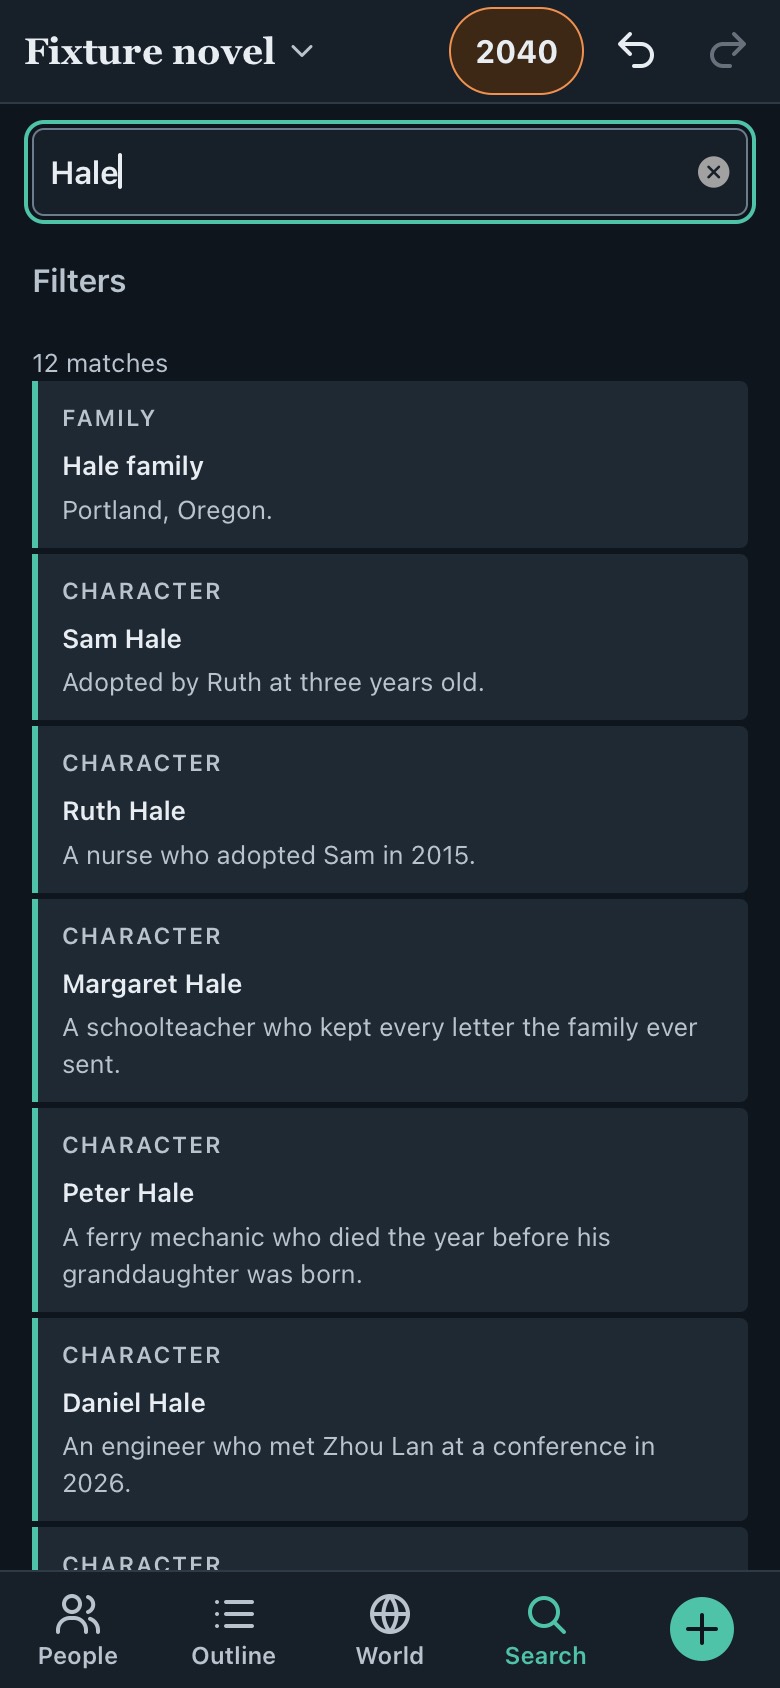 Fixture novel
2040
Hale
Filters
12 matches
FAMILY
Hale family
Portland, Oregon.
CHARACTER
Sam Hale
Adopted by Ruth at three years old.
CHARACTER
Ruth Hale
A nurse who adopted Sam in 2015.
CHARACTER
Margaret Hale
A schoolteacher who kept every letter the family ever
sent.
CHARACTER
Peter Hale
A ferry mechanic who died the year before his
granddaughter was born.
CHARACTER
Daniel Hale
An engineer who met Zhou Lan at a conference in
2026.
CHARACTER
People
Outline
World
Search